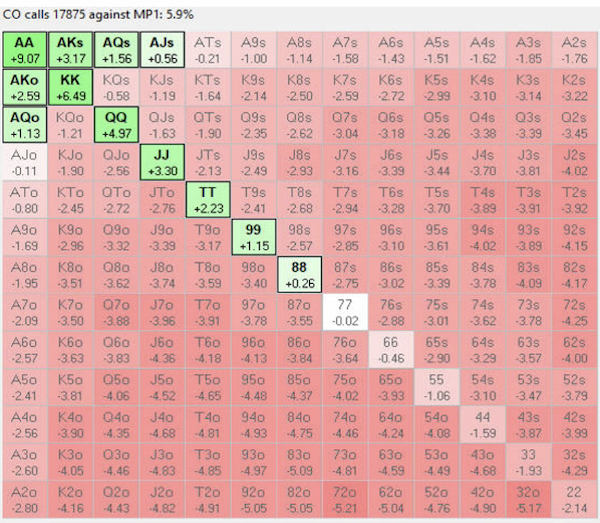 CO calls 17875 against MP1: 5.9%
AA AKs AQs AJs ATs A9s A8s A7s A6s A5s A4s A3s A2s
+9.07 +3.17 +1.56 +0.56 -0.21 -1.00 -1.14 -1.58 -1.43 -1.51 -1.62 -1.85 -1.76
AKo KK KQs KJs KTs K9s K8s K7s K6s K5s K4s K3s K2s
+2.59 +6.49 -0.58 -1.19 -1.64 -2.14 -2.50 -2.59 -2.72 -2.99 -3.10 -3.14 -3.22
AQo KQo QQ QJs QTs Q9s Q8s Q7s Q6s Q5s Q4s Q3s Q2s
+1.13 -1.21 +4.97 -1.63 -1.90 -2.35 -2.62 -3.04 -3.18 -3.26 -3.38 -3.39 -3.45
AJo KJo QJo JJ JTs J9s J8s J7s J6s J5s J4s J3s J2s
-0.11 -1.90 -2.56 +3.30 -2.13 -2.49 -2.93 -3.16 -3.39 -3.44 -3.70 -3.81 -4.02
ATo KTo QTo JTo TT T9s T8s T7s T6s T5s T4s T3s T2s
-0.80 -2.45 -2.72 -2.76 +2.23 -2.41 -2.68 -2.94 -3.28 -3.70 -3.89 -3.91 -3.92
A9o K9o Q9o J9o T9o 99 98s 97s 96s 95s 94s 93s 92s
-1.69 -2.96 -3.32 -3.39 -3.17 +1.15 -2.57 -2.85 -3.10 -3.61 -4.02 -3.89 -4.15
A8o K8o Q8o J8o T8o 98o 88 87s 86s 85s 84s 83s 82s
-1.95 -3.51 -3.62 -3.74 -3.59 -3.40 +0.26 -2.75 -3.02 -3.39 -3.78 -4.09 -4.17
A7o K7o Q7o J7o T7o 97o 87o 77 76s 75s 74s 73s 72s
-2.09 -3.50 -3.88 -3.96 -3.91 -3.78 -3.55 -0.02 -2.88 -3.01 -3.62 -3.78 -4.25
A6o K6o Q6o J6o T6o 96o 86o 76o 66 65s 64s 63s 62s
-2.57 -3.63 -3.83 -4.36 -4.18 -4.13 -3.84 -3.64 -0.46 -2.90 -3.29 -3.57 -4.00
A5o K5o Q5o J5o T5o 95o 85o 75o 65o 55 54s 53s 52s
-2.41 -3.81 -4.06 -4.52 -4.65 -4.48 -4.37 -4.02 -3.93 -1.06 -3.10 -3.47 -3.79
A4o K4o Q4o J4o T4o 94o 84o 74o 64o 54o 44 43s 42s
-2.56 -3.90 -4.35 -4.68 -4.81 -4.93 -4.75 -4.46 -4.24 -4.08 -1.59 -3.87 -3.99
A3o K3o Q3o J3o T3o 93o 83o 73o 63o 53o 43o 33 32s
-2.60 -4.05 -4.46 -4.83 -4.85 -4.97 -5.09 -4.81 -4.59 -4.49 -4.68 -1.93 -4.29
A2o K2o Q2o J2o T2o 92o 82o 72o 62o 52o 42o 32o 22
-2.80 -4.16 -4.43 -4.82 -4.91 -5.05 -5.05 -5.21 -5.04 -4.76 -4.90 -5.17 -2.14